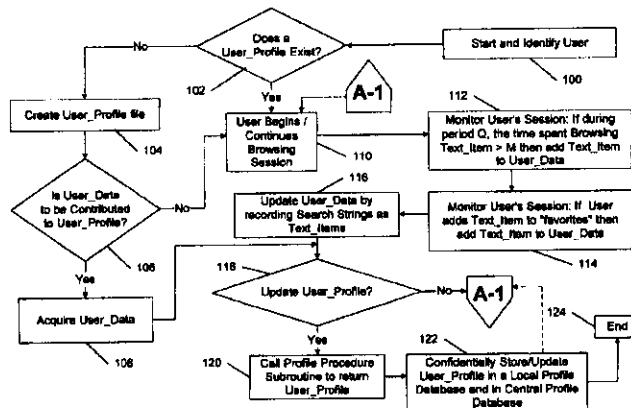 Does a
User_Profile Exist?
No
Start and Identify User
102
100
Yes
A-1
Create User_Profile file
104
User Begins /
Continues
Browsing
Session
110
112
Monitor User's Session: If during
period Q, the time spent Browsing
Text_Item > M then add Text_Item
to User_Data
Is User_Data
to be Contributed
to User_Profile?
No
106
116
Update User_Data by
recording Search Strings as
Text_Items
Monitor User's Session: If User
adds Text_Item to "favorites" then
add Text_Item to User_Data
114
Yes
118
Update User_Profile?
No
A-1
Acquire User_Data
108
Yes
124
End
120
Call Profile Procedure
Subroutine to return
User_Profile
122
Confidentially Store/Update
User_Profile in a Local Profile
Database and in Central Profile
Database